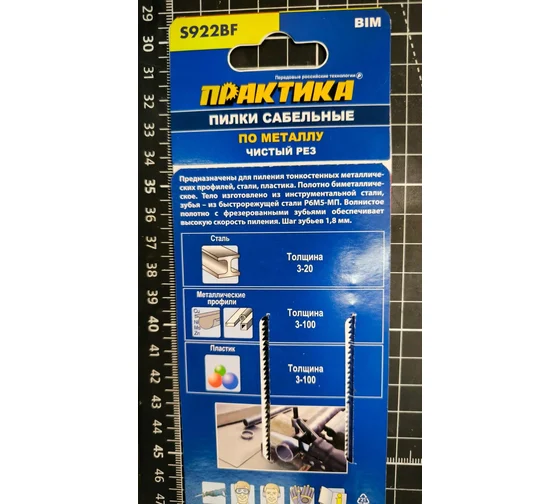 S922BF
BIM
Передовые российские технологии
ПРАКТИКА
ПИЛКИ САБЕЛЬНЫЕ
ПО МЕТАЛЛУ
ЧИСТЫЙ РЕЗ
Предназначены для пиления тонкостенных металличес-
ких профилей, стали, пластика. Полотно биметалличе-
ское. Тело изготовлено из инструментальной стали,
зубья – из быстрорежущей стали Р6М5-МП. Волнистое
полотно с фрезерованными зубьями обеспечивает
высокую скорость пиления. Шаг зубьев 1,8 мм.
Сталь
Толщина
3-20
Металлические
профили
Толщина
3-100
Пластик
Толщина
3-100
29
30
31
32
33
34
35
36
37
38
39
40
41
42
43
44
45
46
47